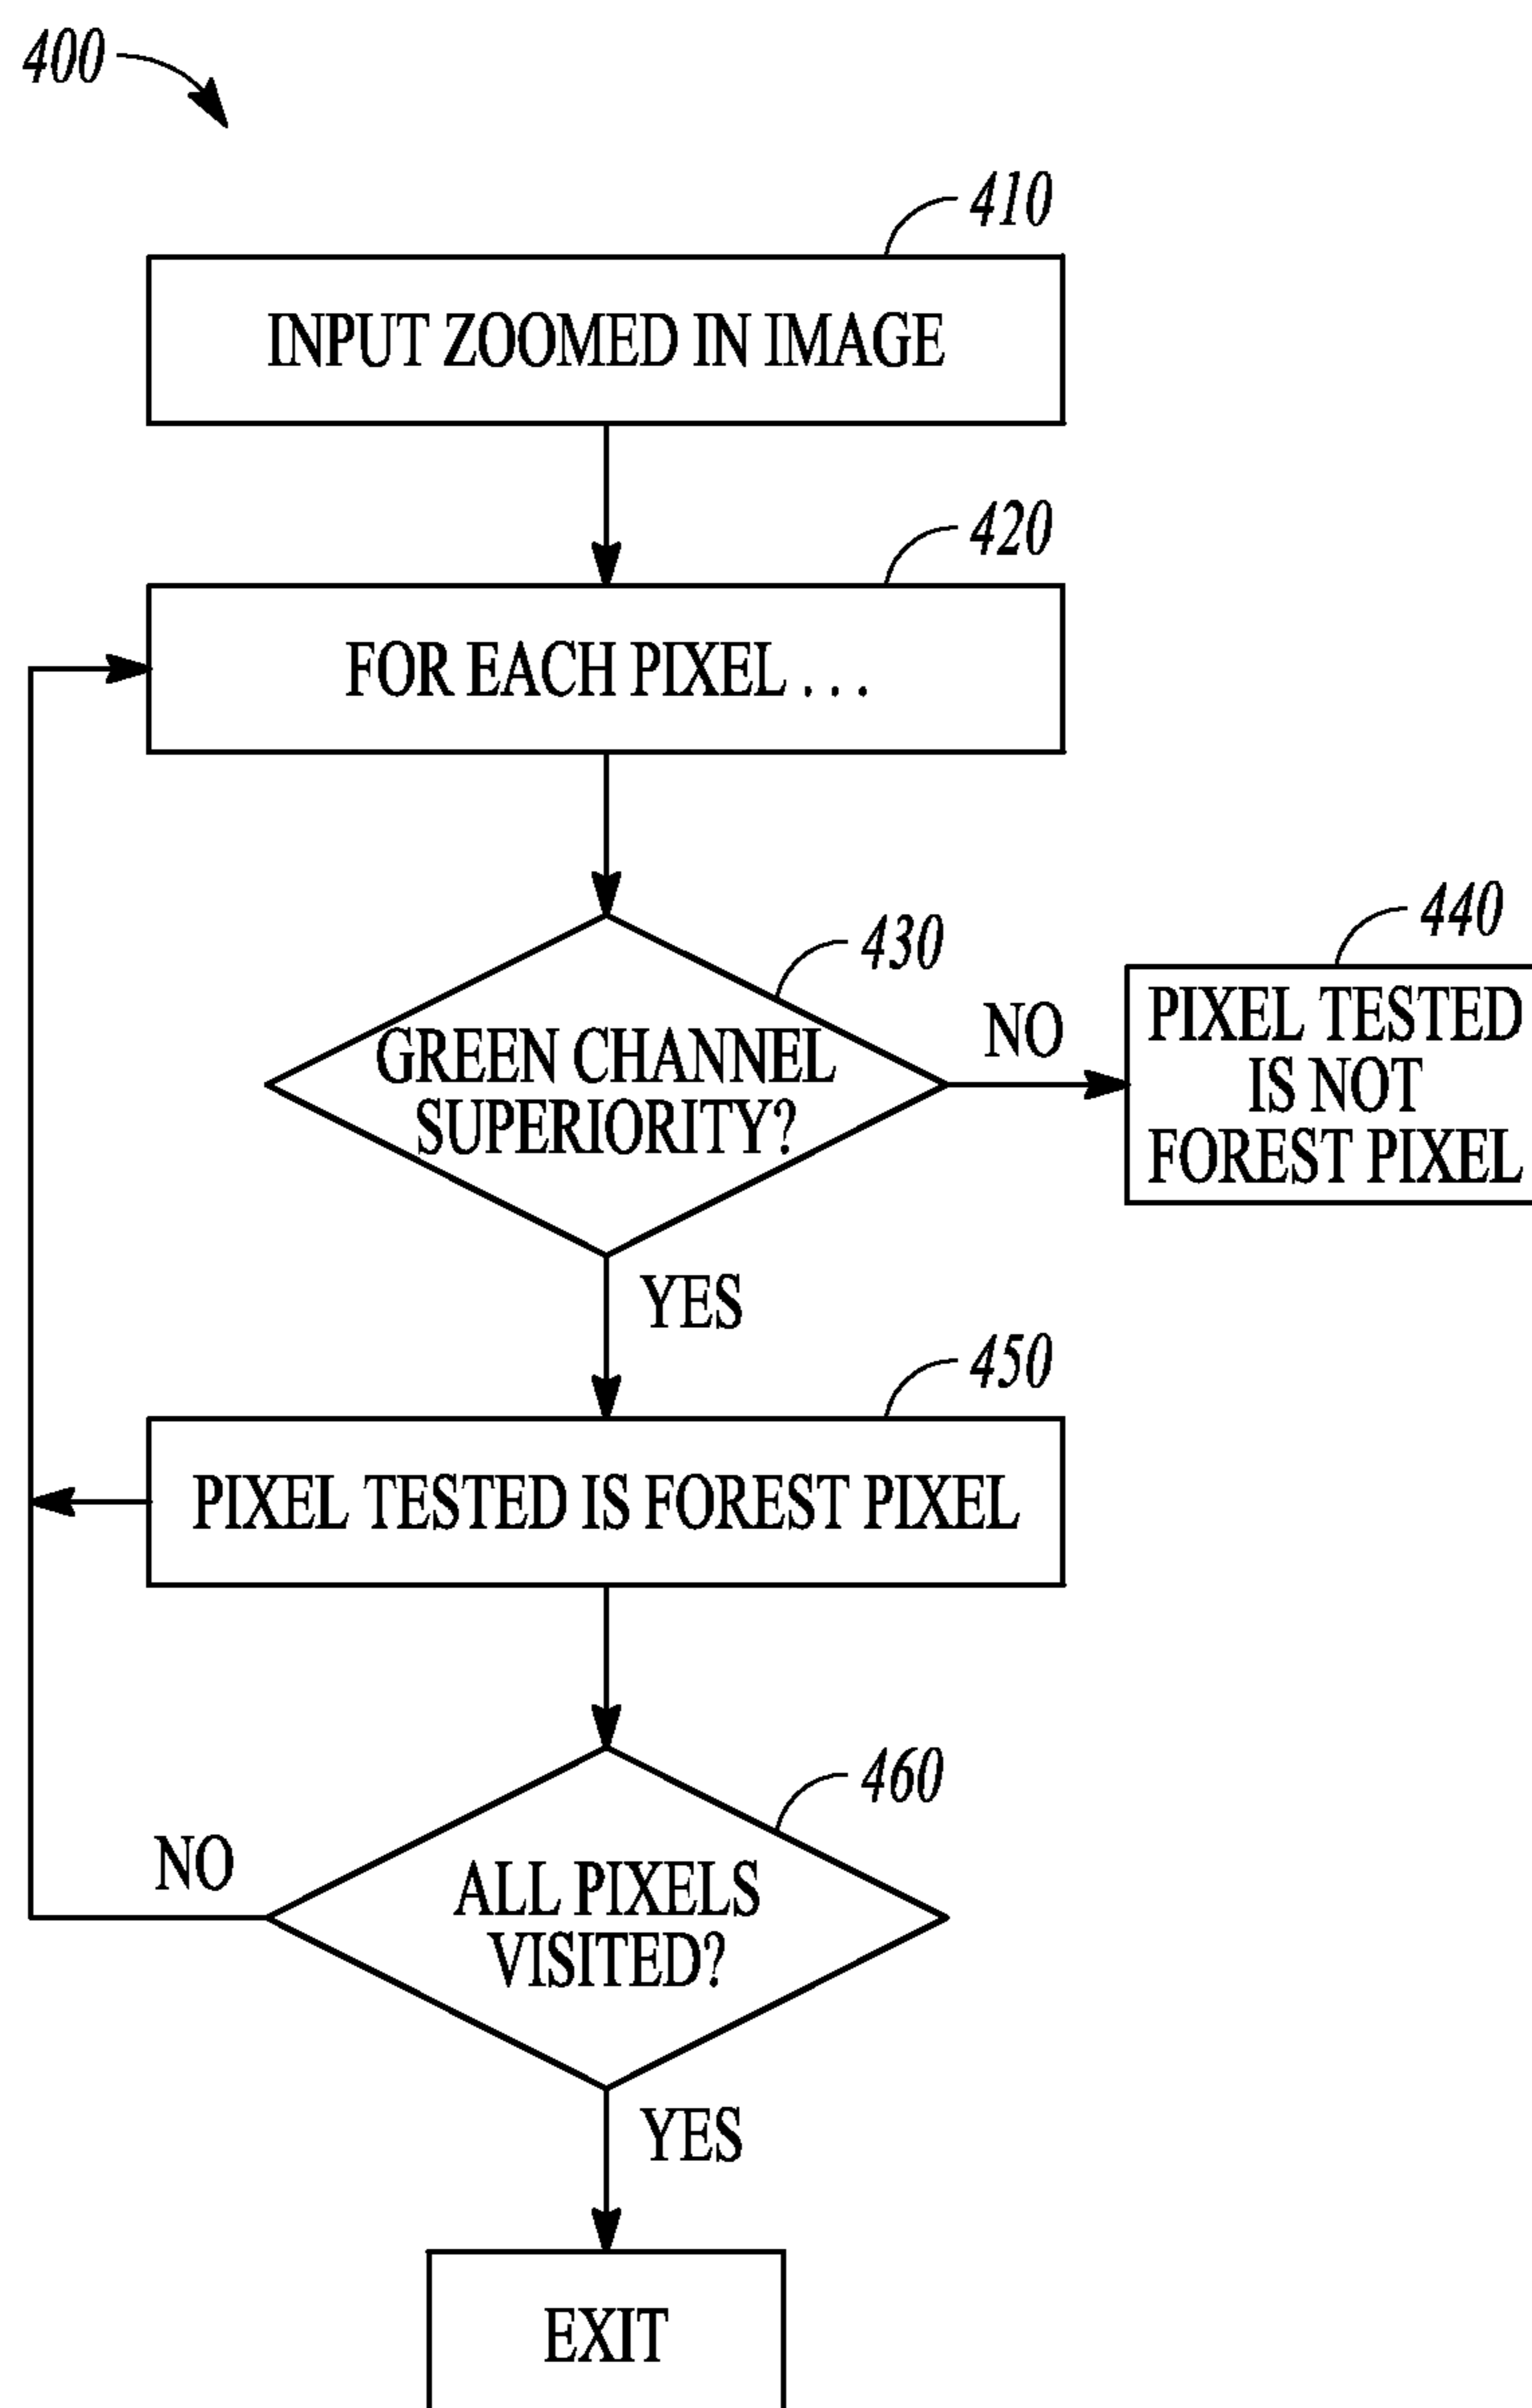 400
410
INPUT ZOOMED IN IMAGE
420
FOR EACH PIXEL . . .
430
GREEN CHANNEL
SUPERIORITY?
NO
440
PIXEL TESTED
IS NOT
FOREST PIXEL
YES
450
PIXEL TESTED IS FOREST PIXEL
460
ALL PIXELS
VISITED?
NO
YES
EXIT